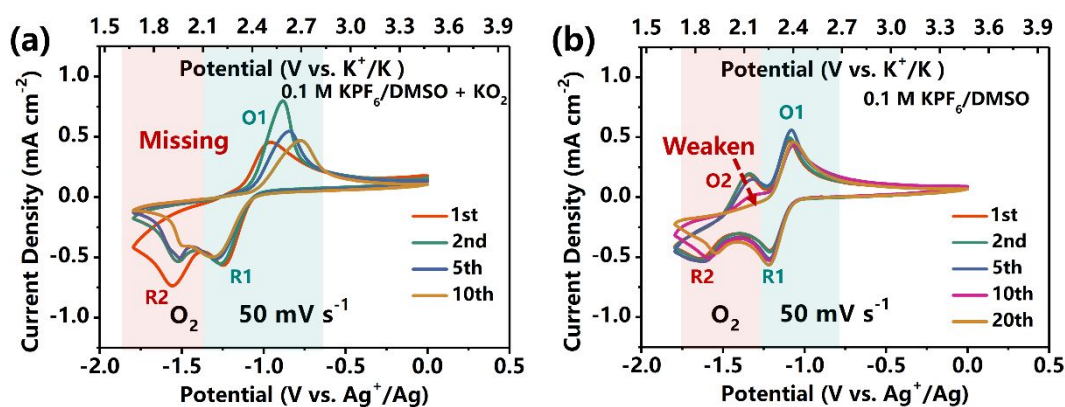 (a)
1.5 1.8 2.1 2.4 2.7 3.0 3.3 3.6 3.9
Potential (V vs. K⁺/K )
0.1 M KPF₆/DMSO + KO₂
O1
Missing
1.0
0.5
0.0
-0.5
-1.0
Current Density (mA cm⁻²)
1st
2nd
5th
10th
R1
R2
O₂
50 mV s⁻¹
-2.0 -1.5 -1.0 -0.5 0.0 0.5
Potential (V vs. Ag⁺/Ag)
(b)
1.5 1.8 2.1 2.4 2.7 3.0 3.3 3.6 3.9
Potential (V vs. K⁺/K)
0.1 M KPF₆/DMSO
O1
Weaken
O2
1.0
0.5
0.0
-0.5
-1.0
Current Density (mA cm⁻²)
1st
2nd
5th
10th
20th
R2
R1
O₂
50 mV s⁻¹
-2.0 -1.5 -1.0 -0.5 0.0 0.5
Potential (V vs. Ag⁺/Ag)